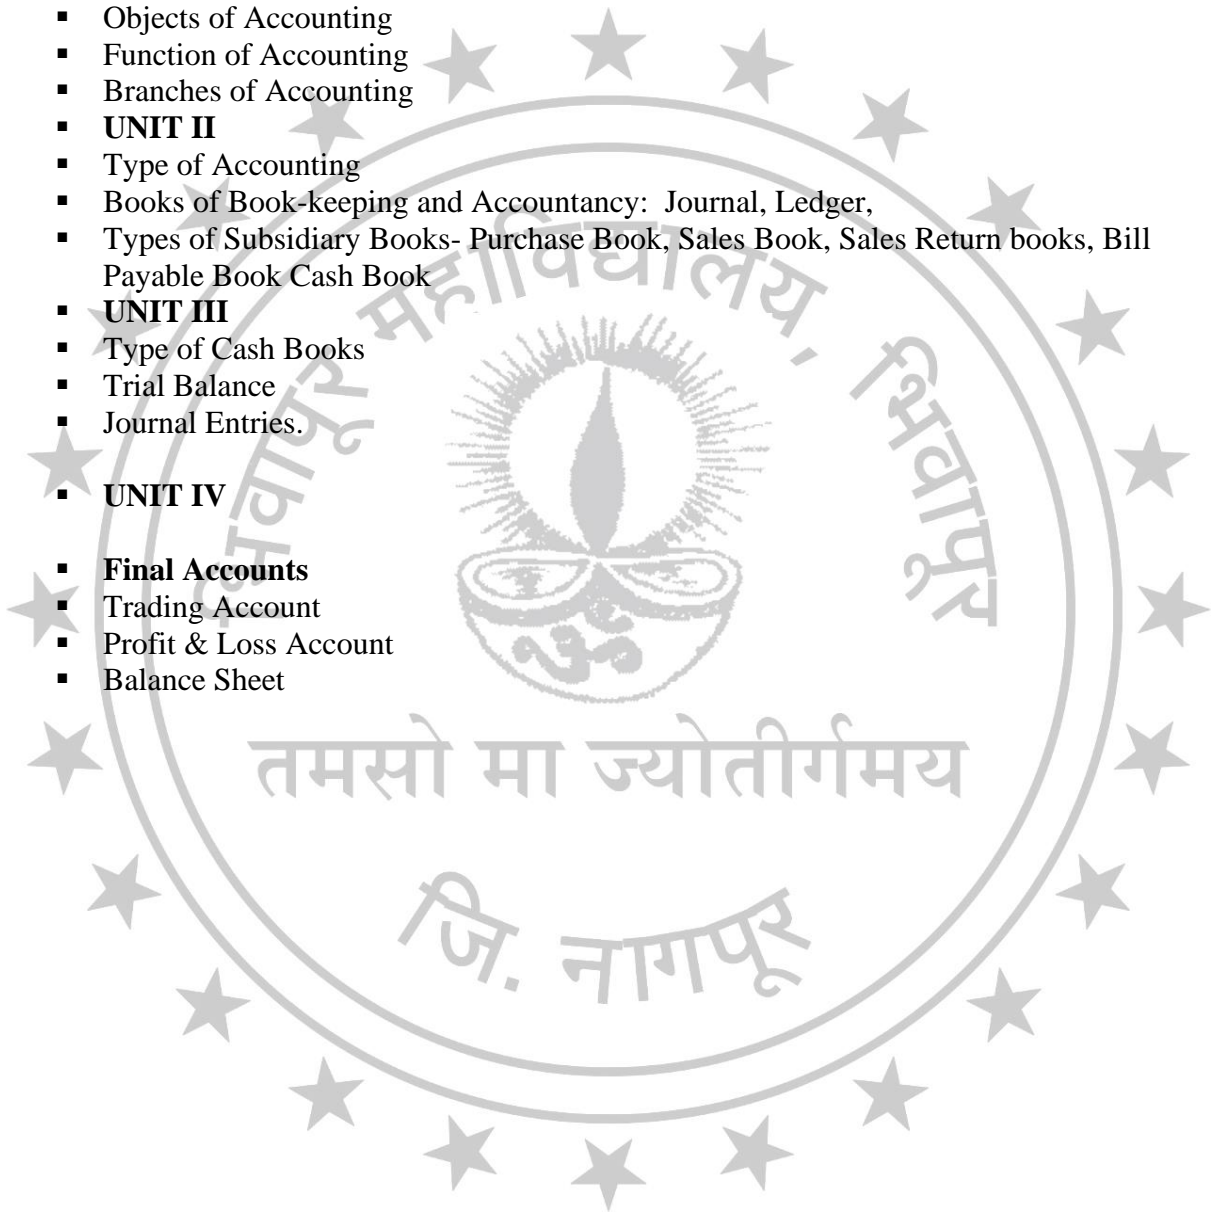 ▪ Objects of Accounting
▪ Function of Accounting
▪ Branches of Accounting
▪ UNIT II
▪ Type of Accounting
▪ Books of Book-keeping and Accountancy: Journal, Ledger,
▪ Types of Subsidiary Books- Purchase Book, Sales Book, Sales Return books, Bill
Payable Book Cash Book
▪ UNIT III
▪ Type of Cash Books
▪ Trial Balance
▪ Journal Entries.
▪ UNIT IV
▪ Final Accounts
▪ Trading Account
▪ Profit & Loss Account
▪ Balance Sheet
भिवापूर महाविद्यालय, भिवापूर
तमसो मा ज्योतीर्गमय
जि. नागपूर